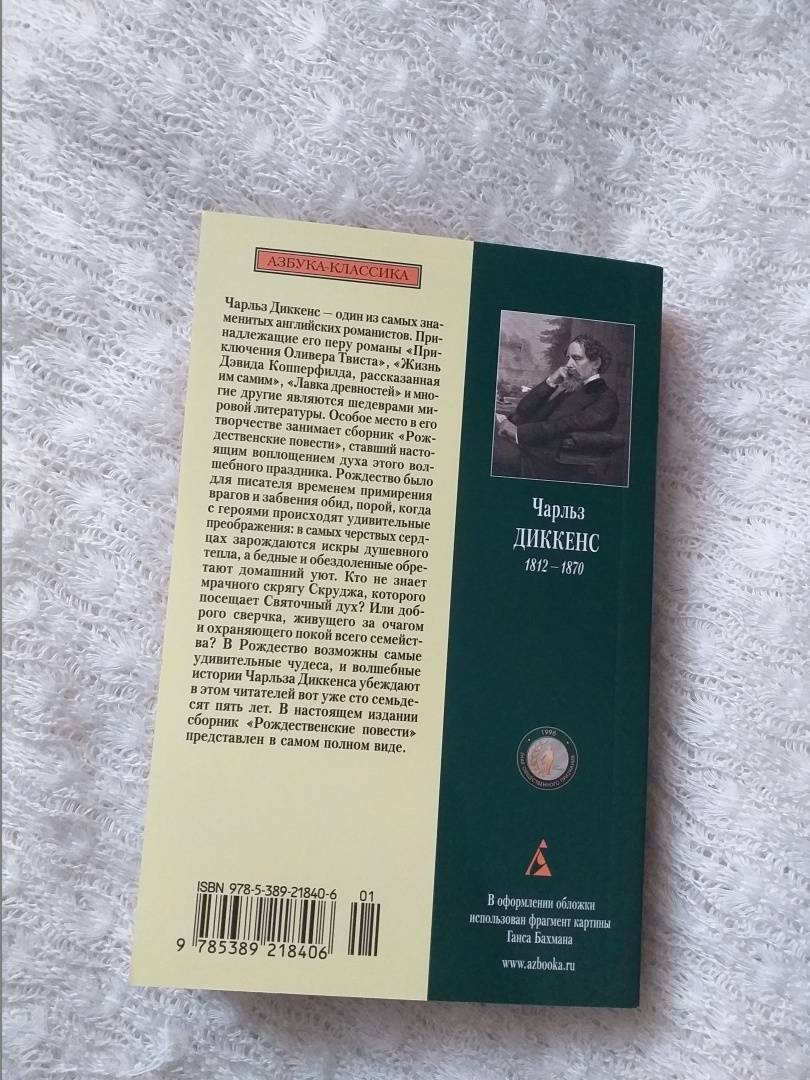 АЗБУКА-КЛАССИКА
Чарльз Диккенс – один из самых зна-
менитых английских романистов. При-
надлежащие его перу романы «При-
ключения Оливера Твиста», «Жизнь
Дэвида Копперфилда, рассказанная
им самим», «Лавка древностей» и мно-
гие другие являются шедеврами ми-
ровой литературы. Особое место в его
творчестве занимает сборник «Рож-
дественские повести», ставший насто-
ящим воплощением духа этого вол-
шебного праздника. Рождество было
для писателя временем примирения
врагов и забвения обид, порой, когда
с героями происходят удивительные
преображения: в самых черствых серд-
цах зарождаются искры душевного
тепла, а бедные и обездоленные обре-
тают домашний уют. Кто не знает
мрачного скрягу Скруджа, которого
посещает Святочный дух? Или доб-
рого сверчка, живущего за очагом
и охраняющего покой всего семейст-
ва? В Рождество возможны самые
удивительные чудеса, и волшебные
истории Чарльза Диккенса убеждают
в этом читателей вот уже сто семьде-
сят пять лет. В настоящем издании
сборник «Рождественские повести»
представлен в самом полном виде.
ISBN 978-5-389-21840-6
01
9 785389 218406
Чарльз
ДИККЕНС
1812 – 1870
1996
ЗНАК ОБЩЕСТВЕННОГО ПРИЗНАНИЯ
В оформлении обложки
использован фрагмент картины
Ганса Бахмана
www.azbooka.ru